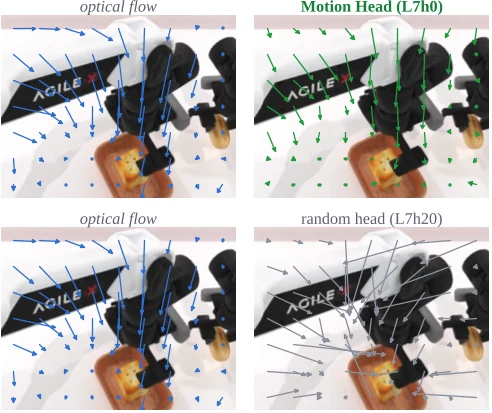 optical flow
Motion Head (L7h0)
AGILE X
AGILE X
optical flow
random head (L7h20)
AGILE X
AGILE X